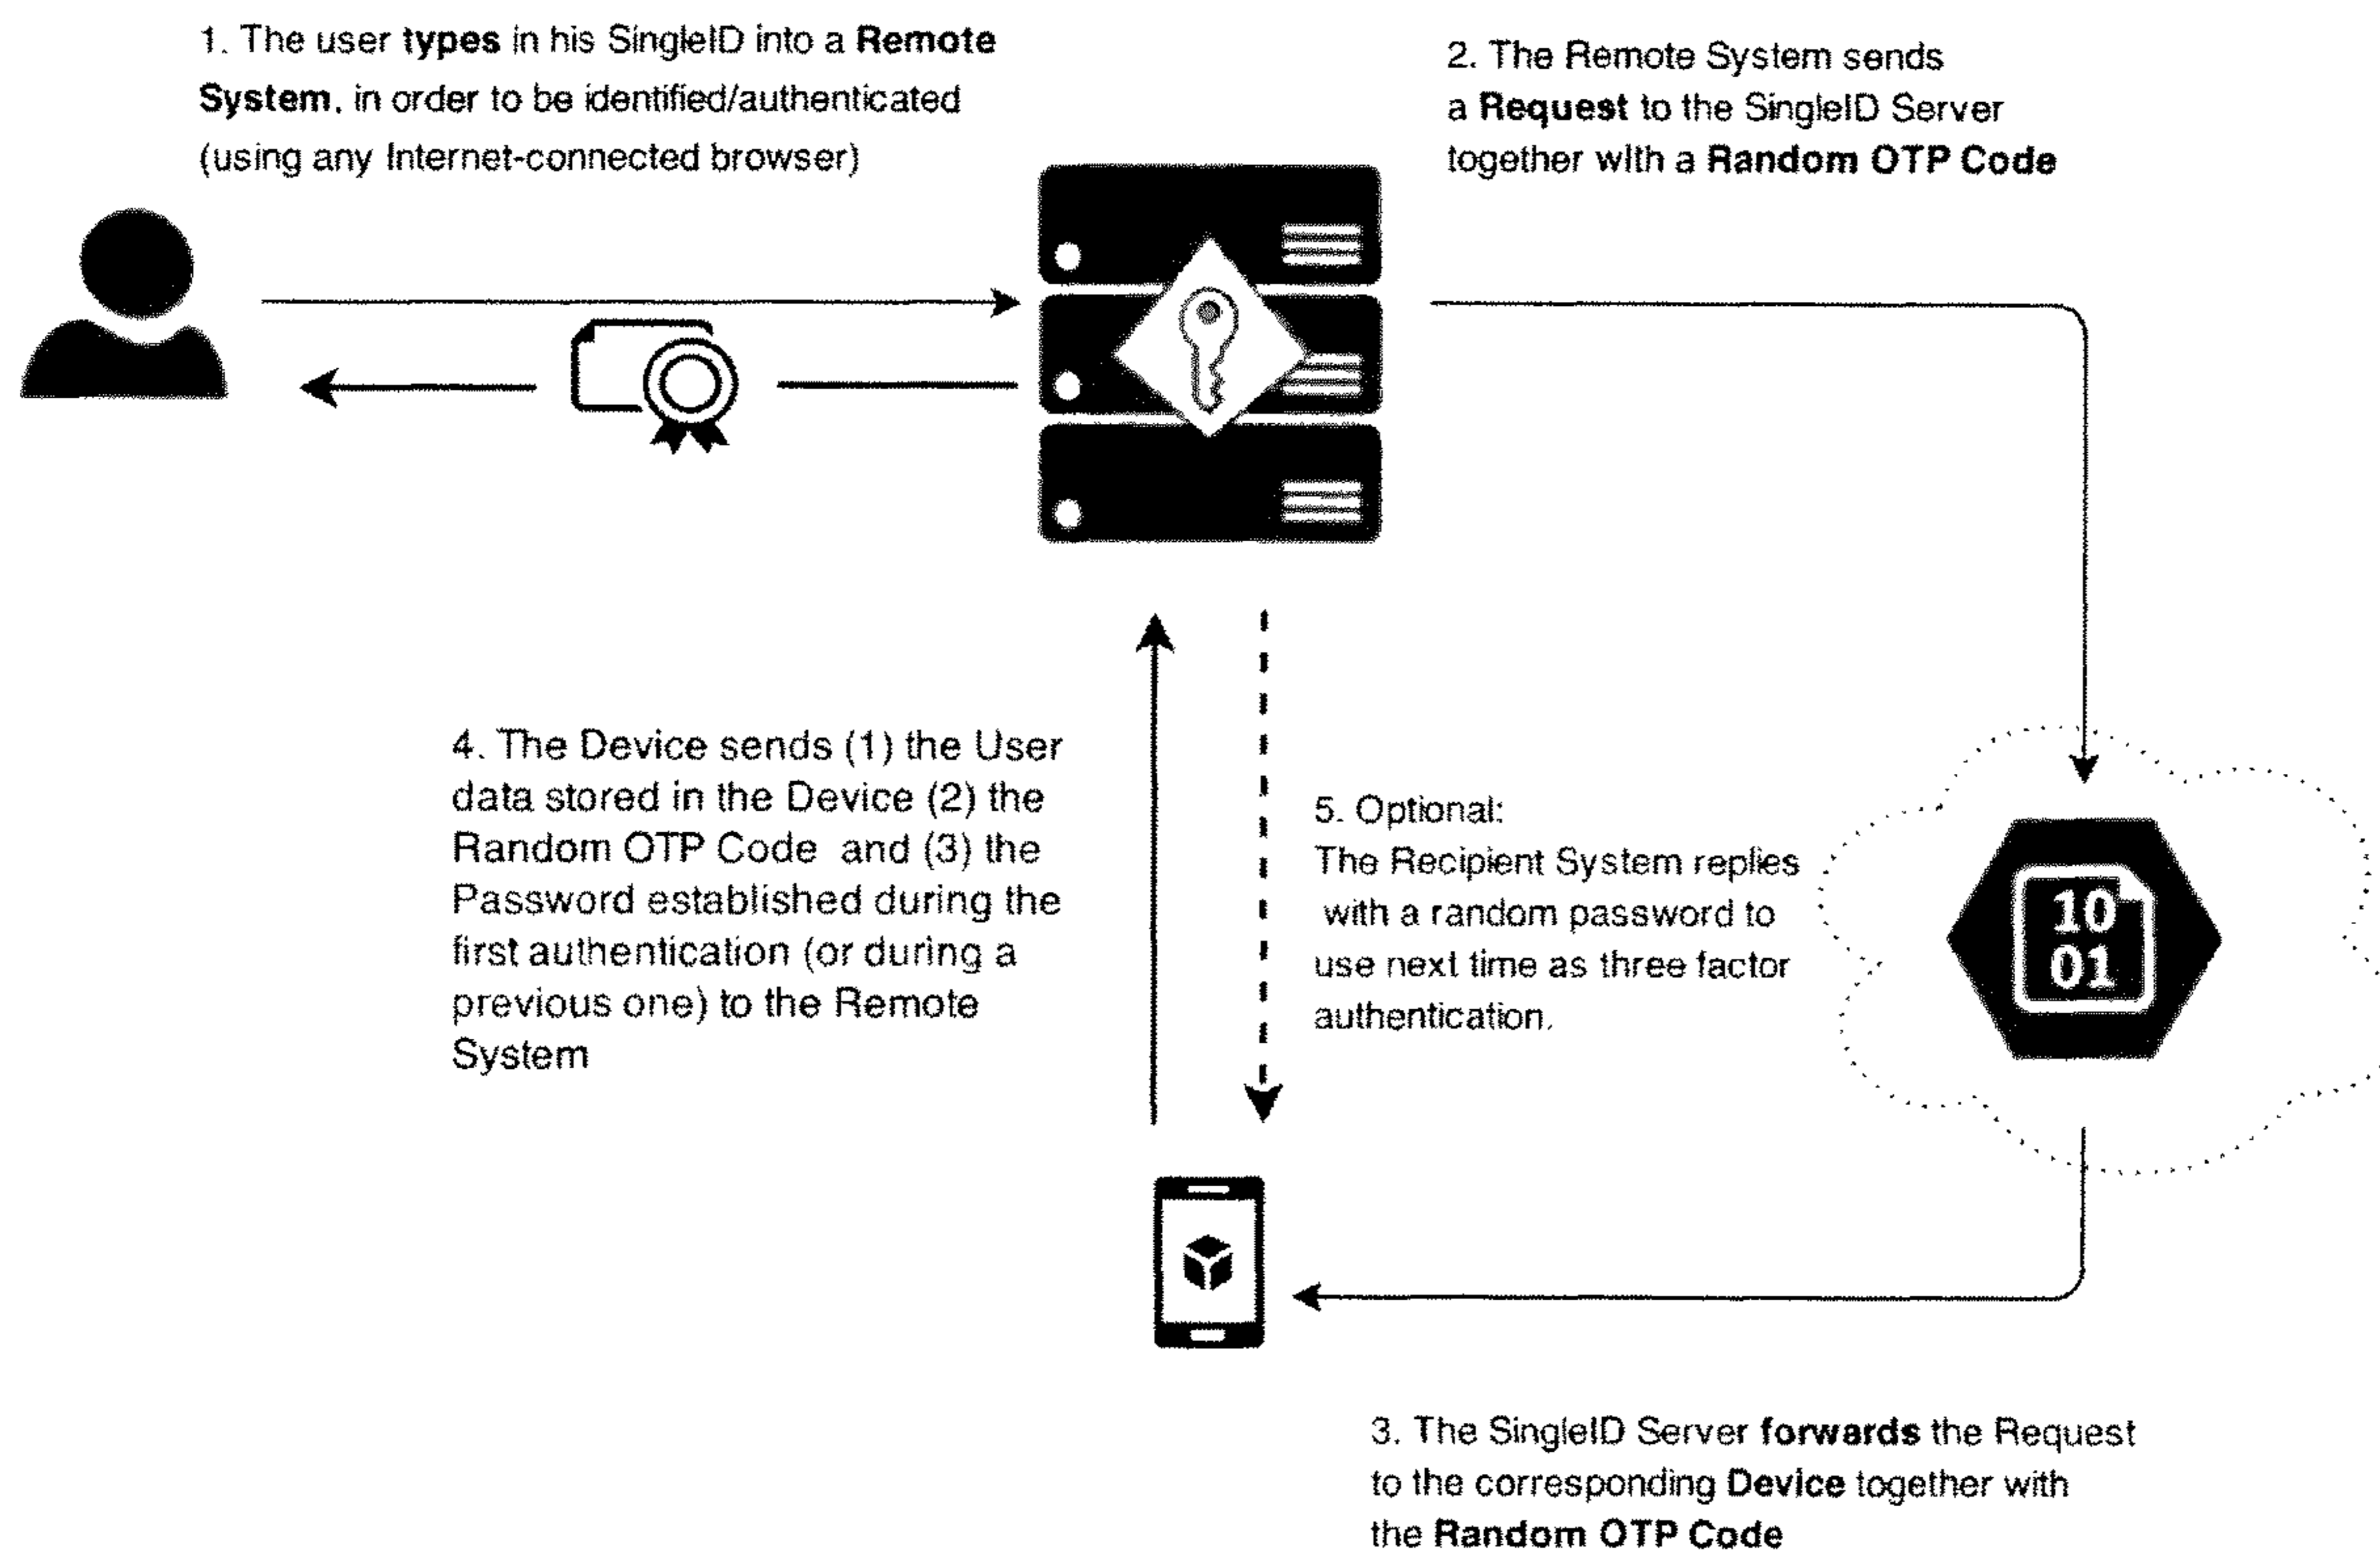 1. The user types in his SingleID into a Remote
System, in order to be identified/authenticated
(using any Internet-connected browser)
2. The Remote System sends
a Request to the SingleID Server
together with a Random OTP Code
4. The Device sends (1) the User
data stored in the Device (2) the
Random OTP Code and (3) the
Password established during the
first authentication (or during a
previous one) to the Remote
System
5. Optional:
The Recipient System replies
with a random password to
use next time as three factor
authentication.
10
01
3. The SingleID Server forwards the Request
to the corresponding Device together with
the Random OTP Code